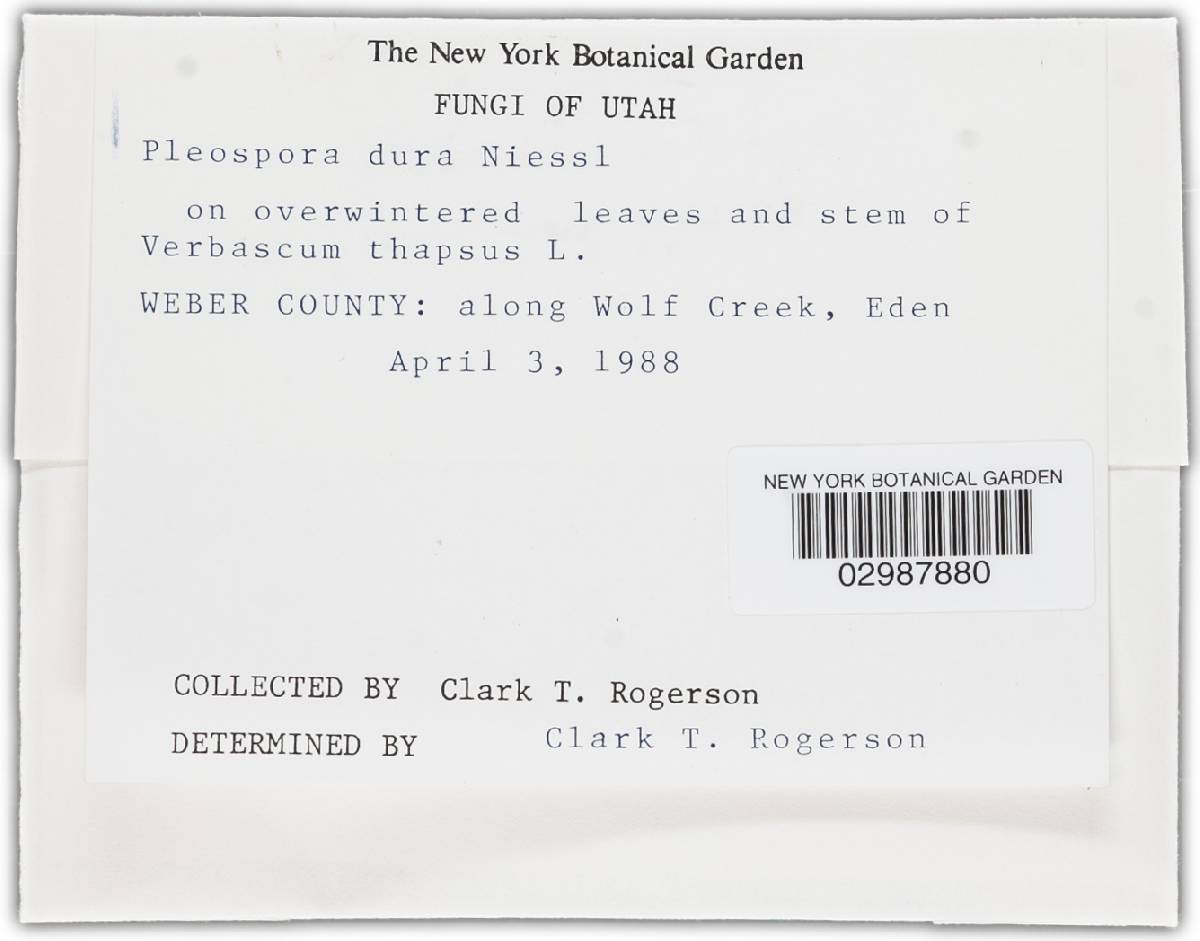 The New York Botanical Garden
FUNGI OF UTAH
Pleospora dura Niessl
on overwintered leaves and stem of
Verbascum thapsus L.
WEBER COUNTY: along Wolf Creek, Eden
April 3, 1988
NEW YORK BOTANICAL GARDEN
02987880
COLLECTED BY Clark T. Rogerson
DETERMINED BY Clark T. Rogerson